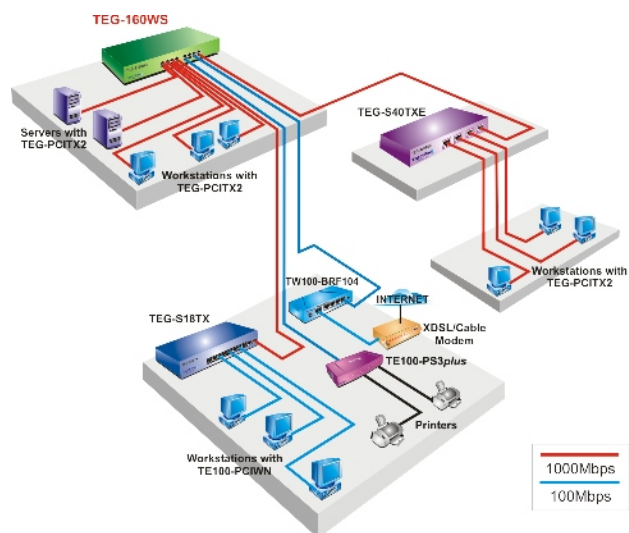 TEG-160WS
TEG-S40TXE
Servers with
TEG-PCITX2
Workstations with
TEG-PCITX2
Workstations with
TEG-PCITX2
TW100-BRF104
INTERNET
TEG-S18TX
XDSL/Cable
Modem
TE100-PS3plus
Printers
Workstations with
TE100-PCIWN
1000Mbps
100Mbps